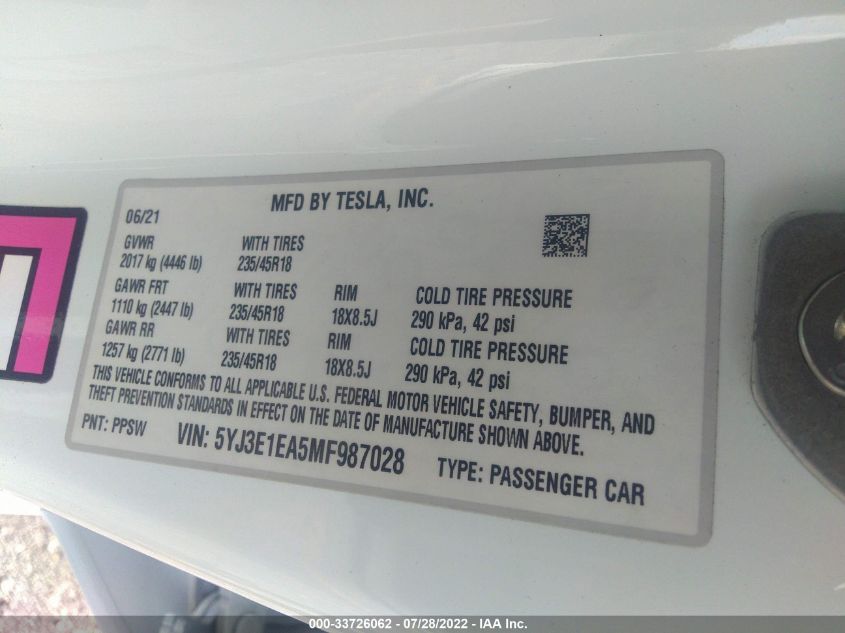 MFD BY TESLA, INC.
06/21
GVWR WITH TIRES
2017 kg (4446 lb) 235/45R18
GAWR FRT WITH TIRES RIM COLD TIRE PRESSURE
1110 kg (2447 lb) 235/45R18 18X8.5J 290 kPa, 42 psi
GAWR RR WITH TIRES RIM COLD TIRE PRESSURE
1257 kg (2771 lb) 235/45R18 18X8.5J 290 kPa, 42 psi
THIS VEHICLE CONFORMS TO ALL APPLICABLE U.S. FEDERAL MOTOR VEHICLE SAFETY, BUMPER, AND
THEFT PREVENTION STANDARDS IN EFFECT ON THE DATE OF MANUFACTURE SHOWN ABOVE.
PNT: PPSW VIN: 5YJ3E1EA5MF987028 TYPE: PASSENGER CAR
000-33726062 - 07/28/2022 - IAA Inc.